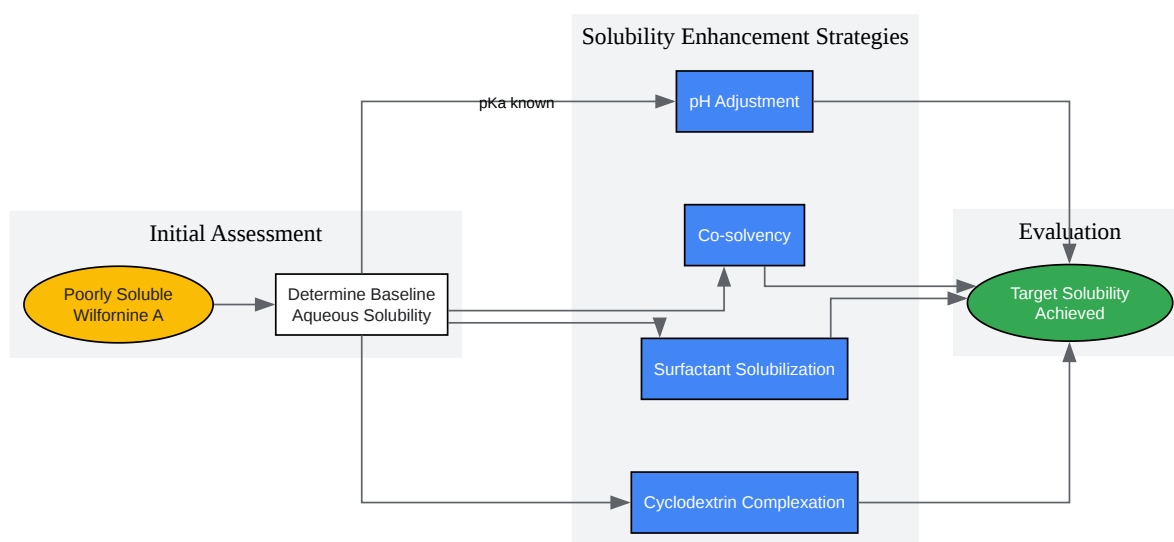 Solubility Enhancement Strategies
pKa known
pH Adjustment
Initial Assessment
Co-solvency
Evaluation
Poorly Soluble
Wilfornine A
Determine Baseline
Aqueous Solubility
Target Solubility
Achieved
Surfactant Solubilization
Cyclodextrin Complexation